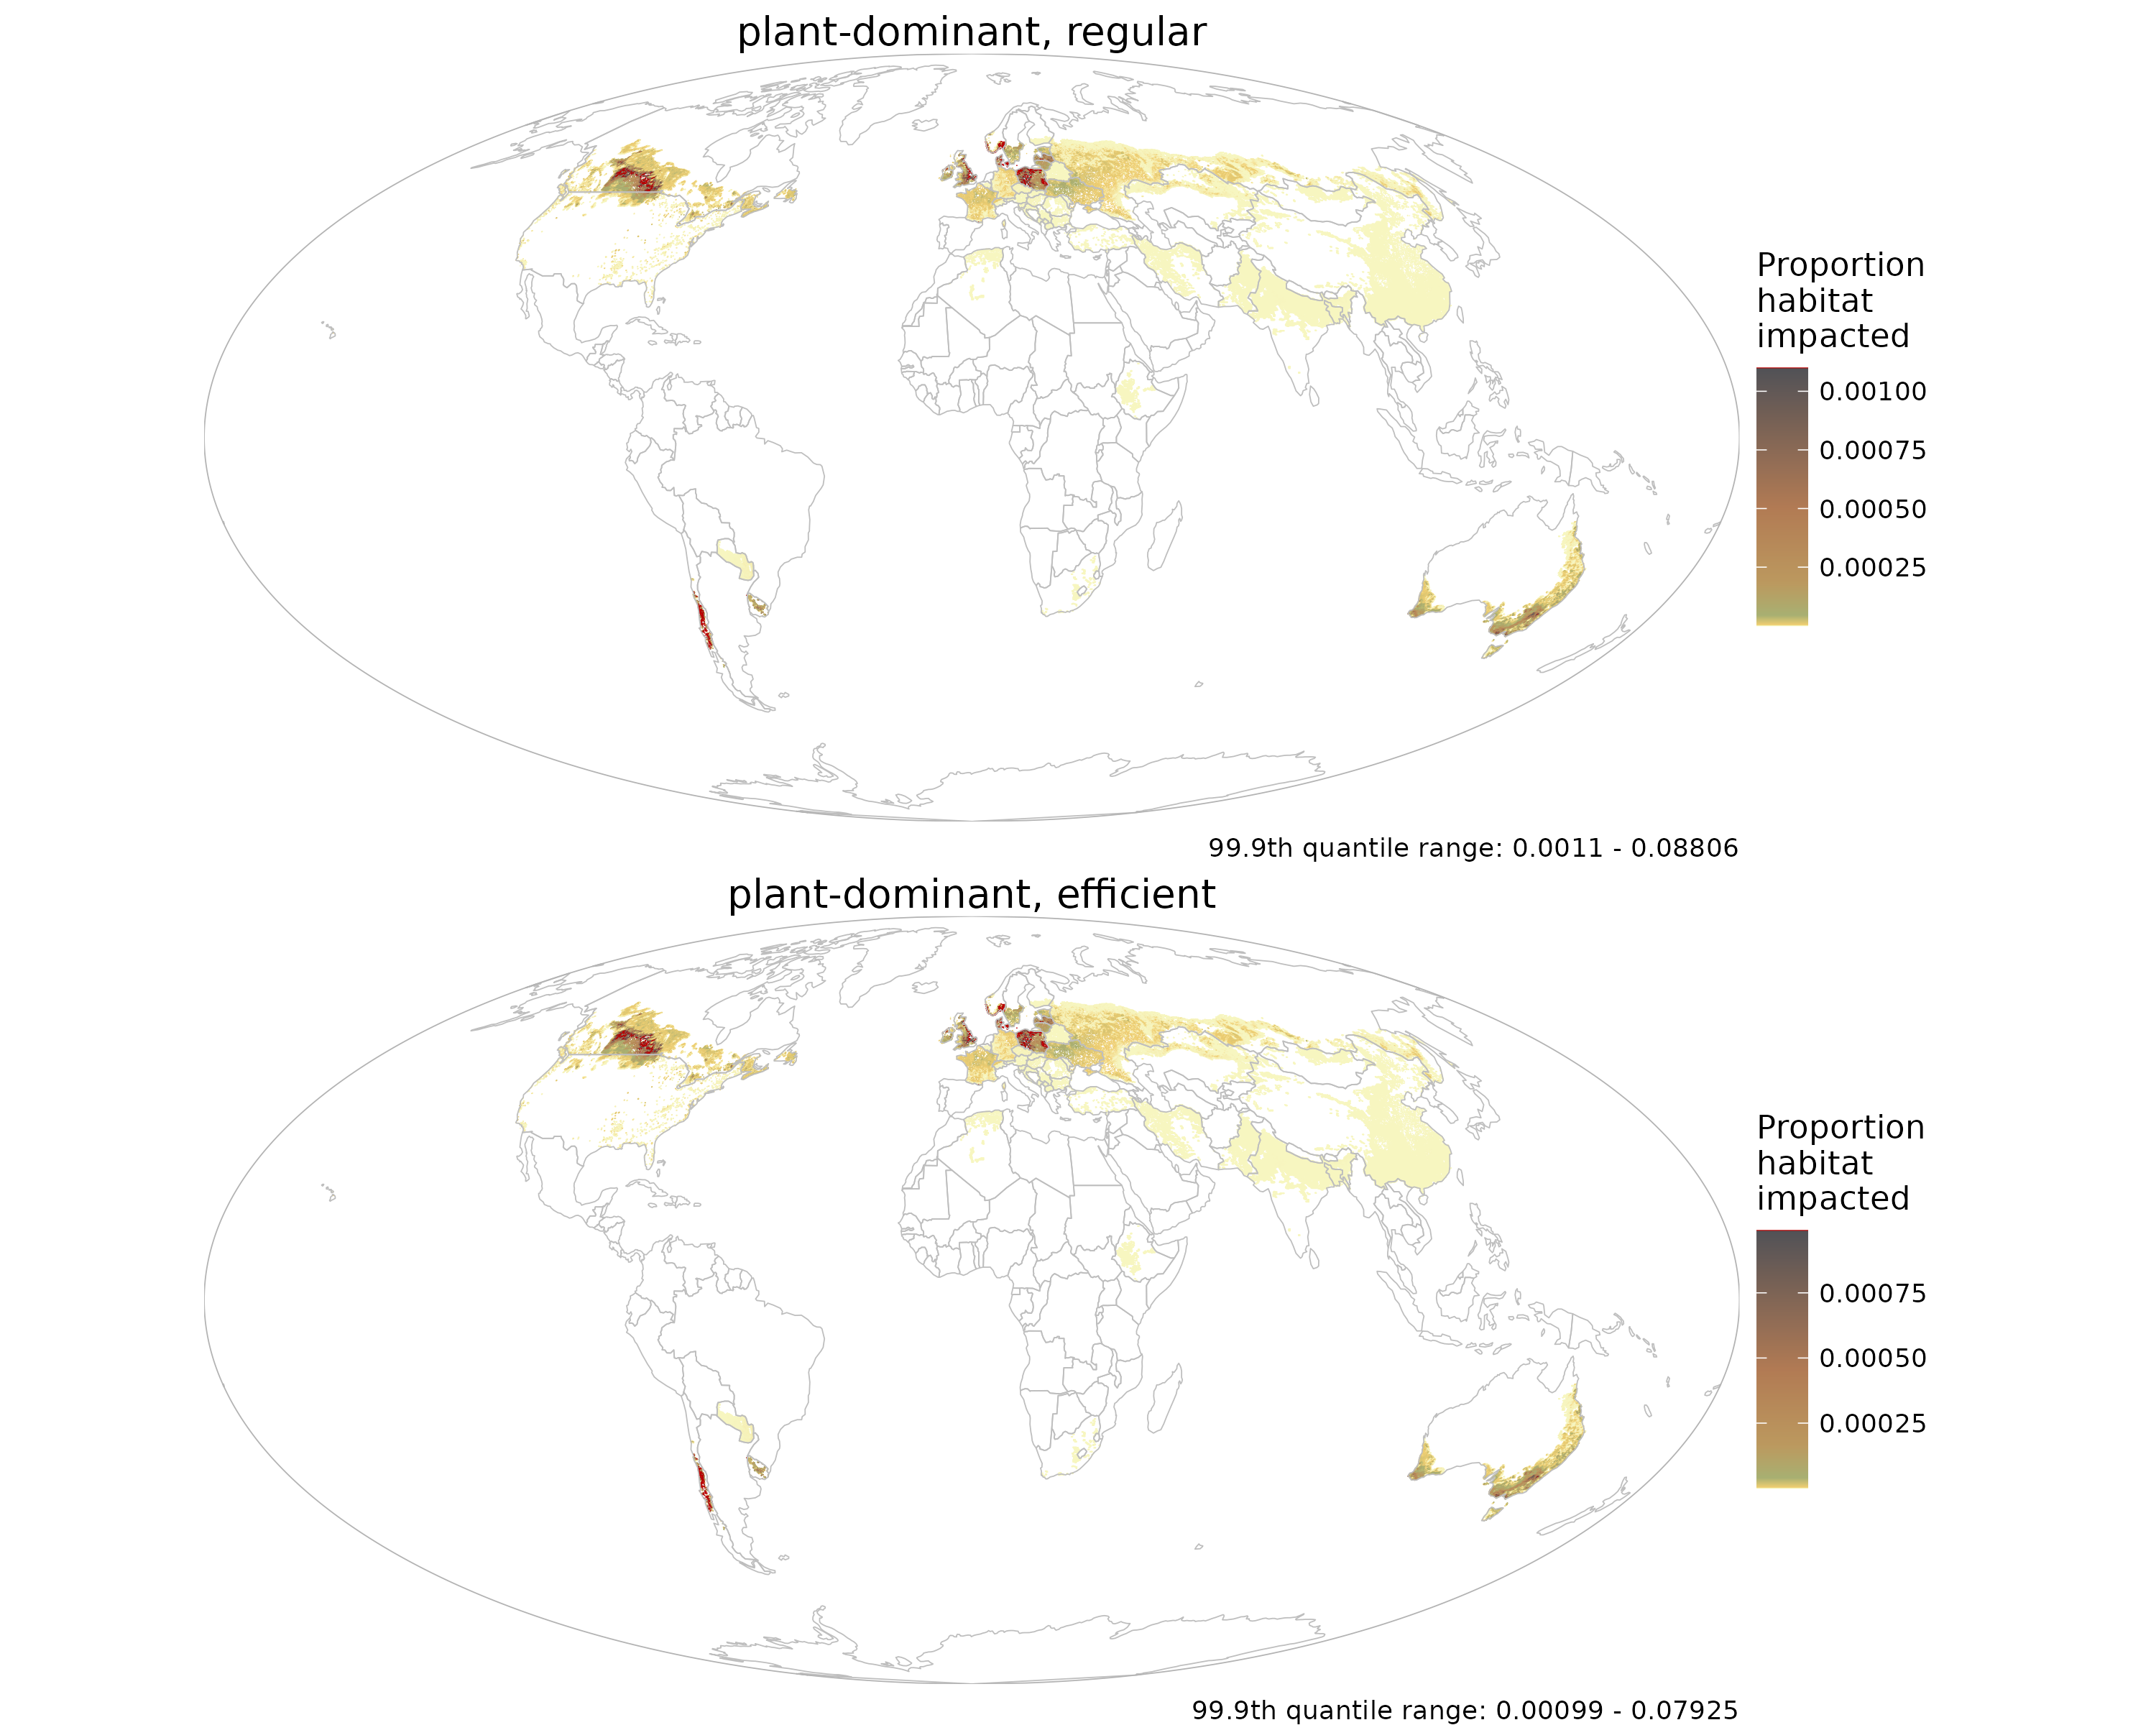 plant-dominant, regular
Proportion
habitat
impacted
0.00100
0.00075
0.00050
0.00025
99.9th quantile range: 0.0011 - 0.08806
plant-dominant, efficient
Proportion
habitat
impacted
0.00075
0.00050
0.00025
99.9th quantile range: 0.00099 - 0.07925